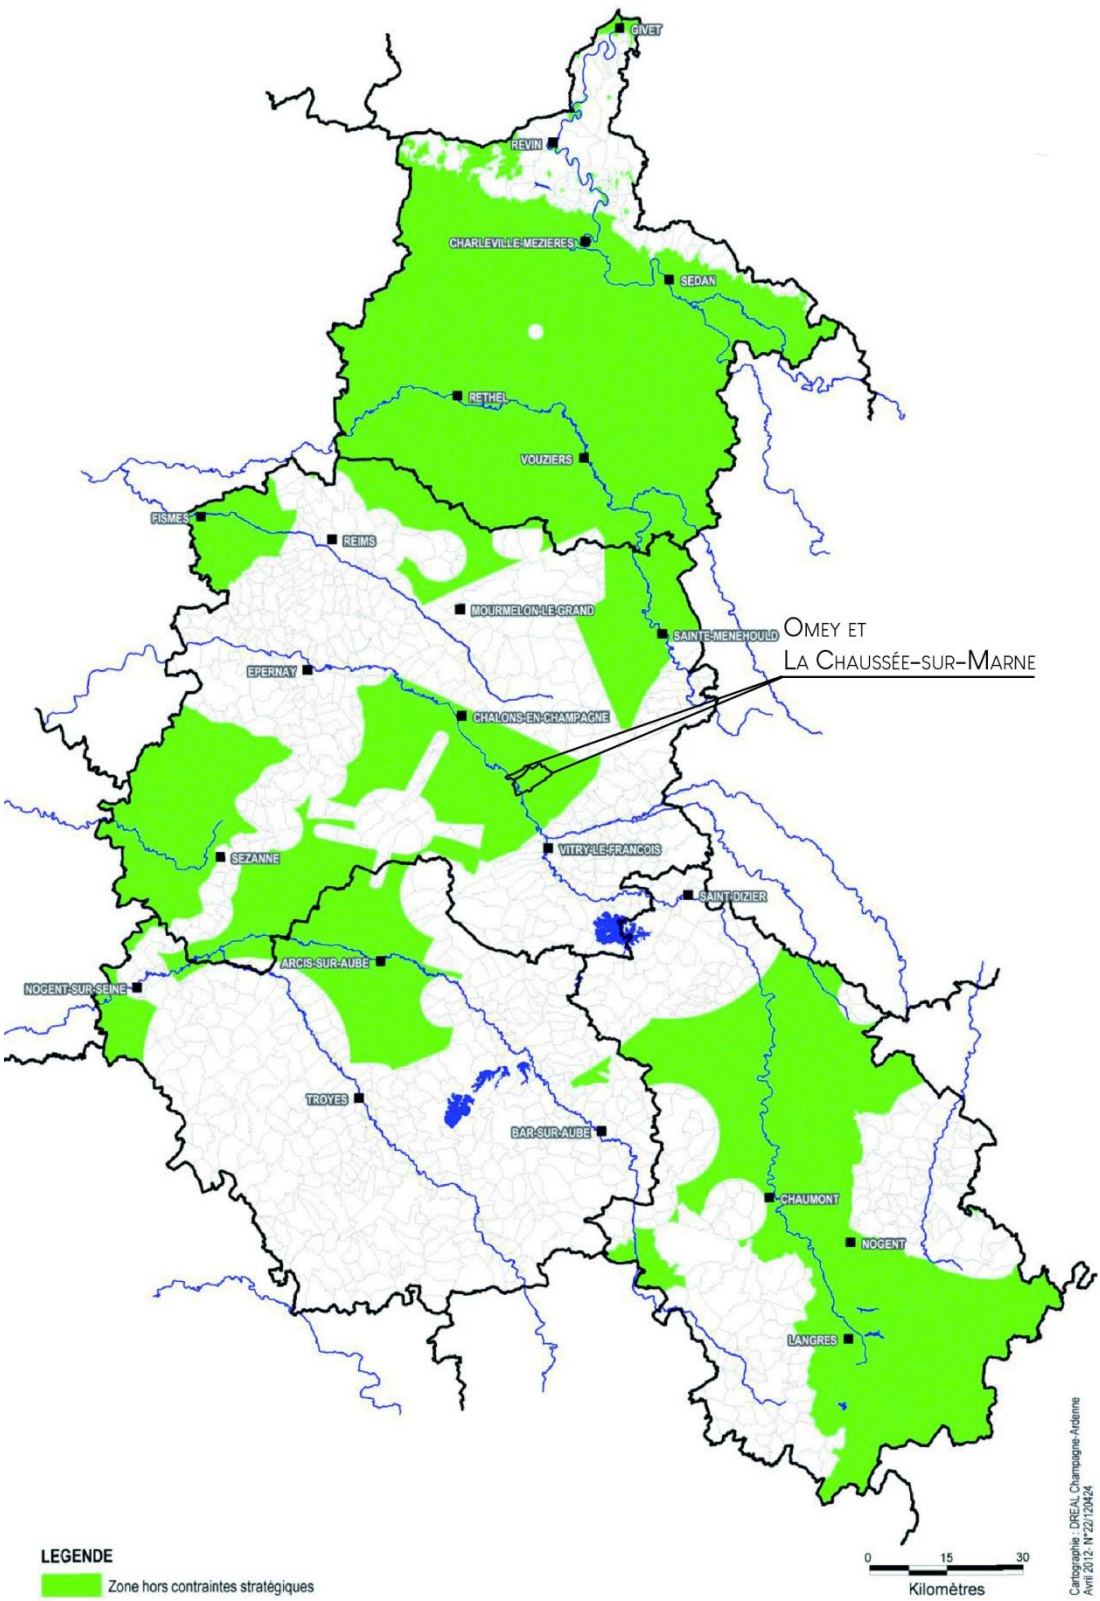 GIVET
REVIN
CHARLEVILLE-MEZIERES
SEDAN
RETHEL
VOUZIERS
FISMES
REIMS
MOURMELON-LE-GRAND
SAINTE-MENEHOULD
OMEY ET
LA CHAUSSÉE-SUR-MARNE
EPERNAY
CHALONS-EN-CHAMPAGNE
VITRY-LE-FRANCOIS
SEZANNE
SAINT-DIZIER
ARCIS-SUR-AUBE
NOGENT-SUR-SEINE
TROYES
BAR-SUR-AUBE
CHAUMONT
NOGENT
LANGRES
LEGENDE
Zone hors contraintes stratégiques
0 15 30
Kilomètres
Cartographie : DREAL Champagne-Ardenne
Avril 2012- N°22/120424